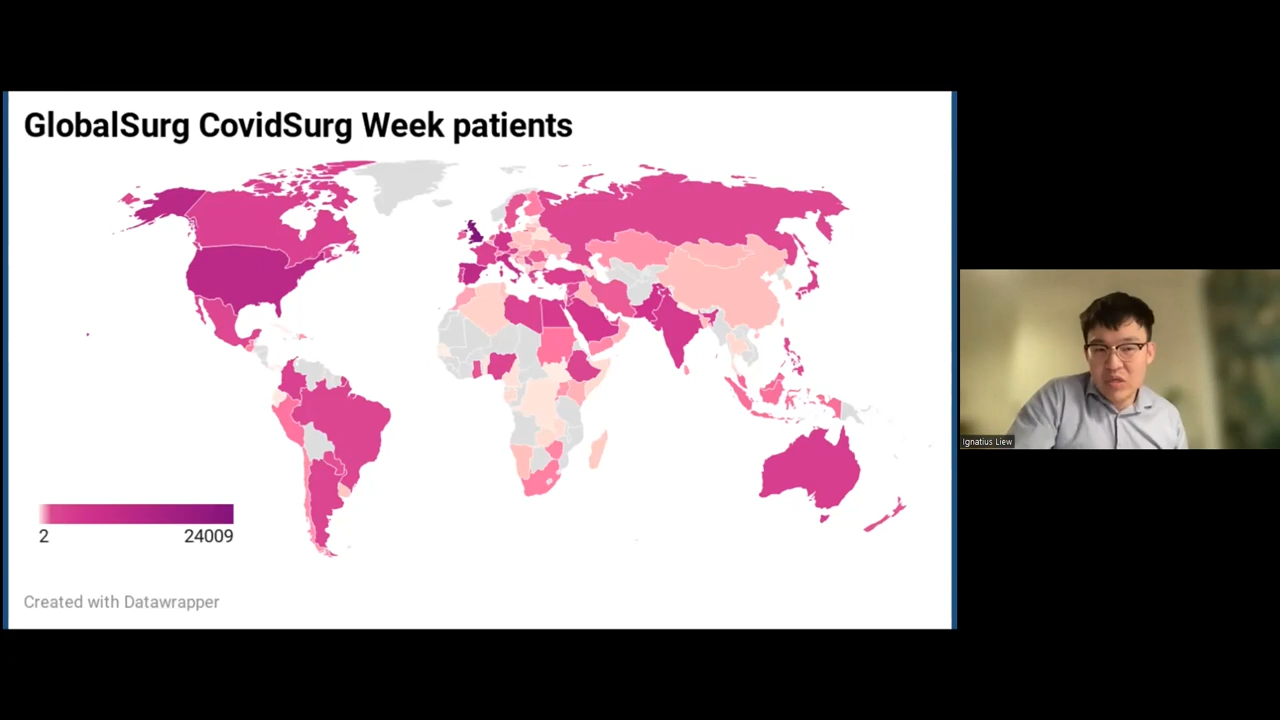 GlobalSurg CovidSurg Week patients
2 24009
Created with Datawrapper
Ignatius Liew